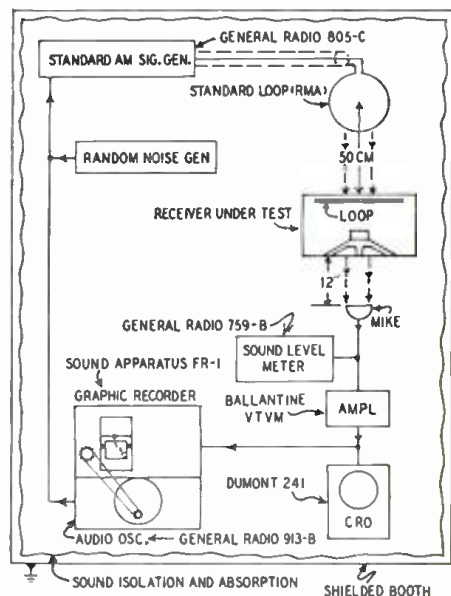 GENERAL RADIO 805-C
STANDARD AM SIG. GEN.
STANDARD LOOP (RMA)
50 CM
RANDOM NOISE GEN
RECEIVER UNDER TEST
LOOP
12"
MIKE
GENERAL RADIO 759-B
SOUND LEVEL
METER
SOUND APPARATUS FR-1
GRAPHIC RECORDER
BALLANTINE
VTVM
AMPL
DUMONT 241
CRO
AUDIO OSC.
GENERAL RADIO 913-B
SOUND ISOLATION AND ABSORPTION
SHIELDED BOOTH